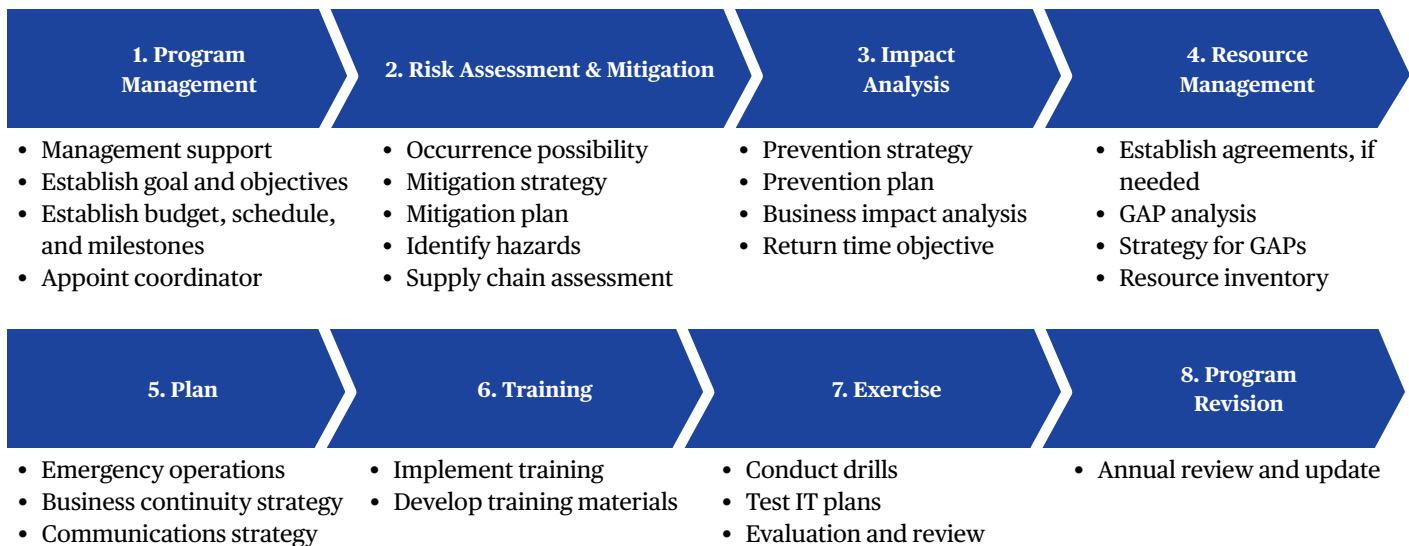 1. Program
Management
2. Risk Assessment & Mitigation
3. Impact
Analysis
4. Resource
Management
• Management support
• Establish goal and objectives
• Establish budget, schedule,
and milestones
• Appoint coordinator
• Occurrence possibility
• Mitigation strategy
• Mitigation plan
• Identify hazards
• Supply chain assessment
• Prevention strategy
• Prevention plan
• Business impact analysis
• Return time objective
• Establish agreements, if
needed
• GAP analysis
• Strategy for GAPs
• Resource inventory
5. Plan
6. Training
7. Exercise
8. Program
Revision
• Emergency operations
• Business continuity strategy
• Communications strategy
• Implement training
• Develop training materials
• Conduct drills
• Test IT plans
• Evaluation and review
• Annual review and update